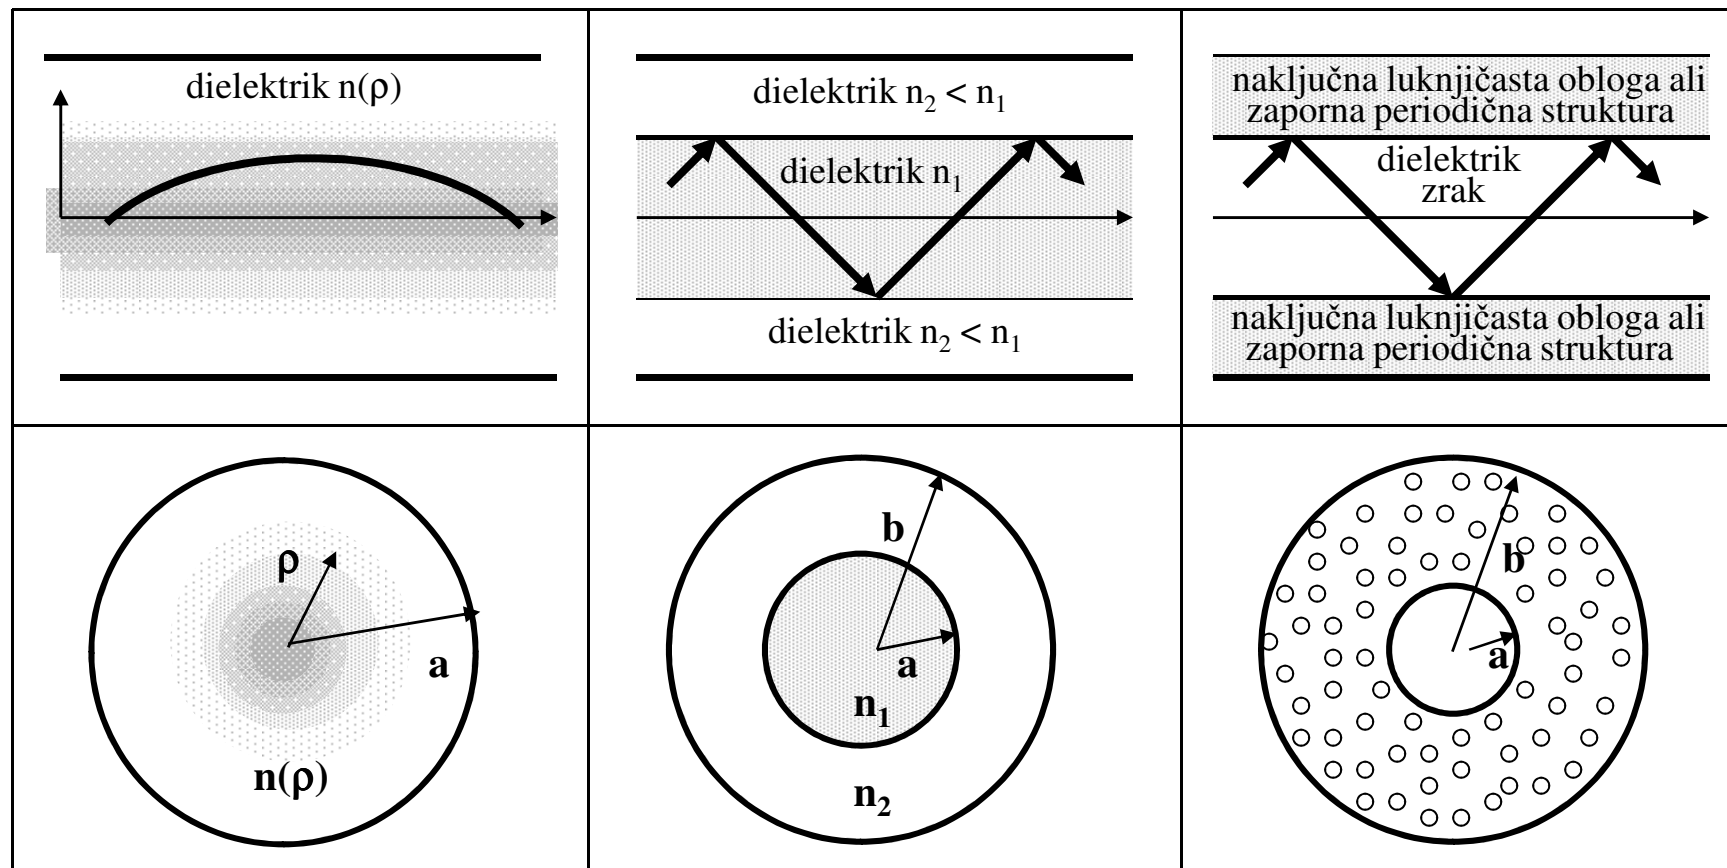 dielektrik n(ρ)
dielektrik n₂ < n₁
dielektrik n₁
dielektrik n₂ < n₁
naključna luknjičasta obloga ali
zaporna periodična struktura
dielektrik
zrak
naključna luknjičasta obloga ali
zaporna periodična struktura
ρ
a
n(ρ)
b
a
n₁
n₂
b
a